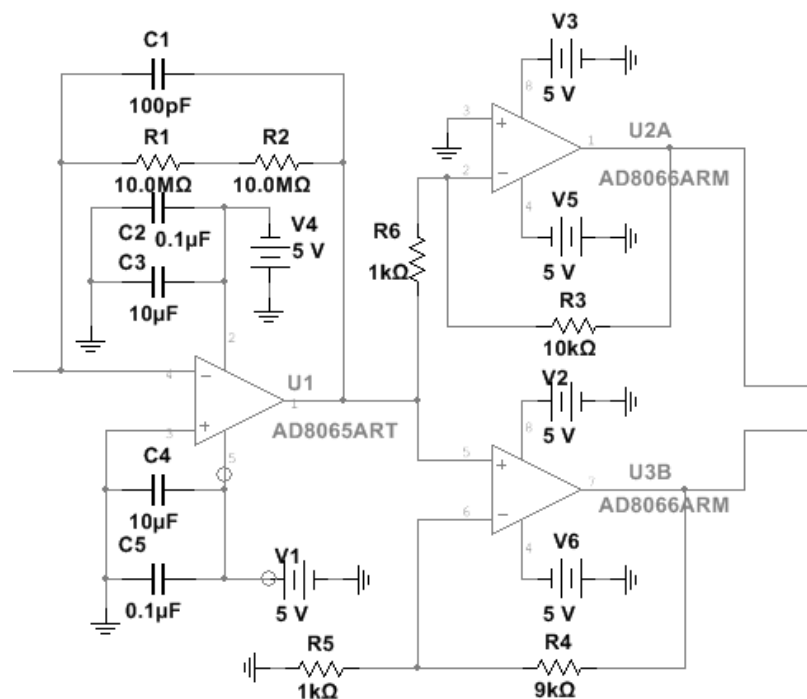 C1
100pF
R1
R2
10.0MΩ
10.0MΩ
C2
0.1µF
V4
5 V
C3
10µF
2
4
3
1
5
U1
AD8065ART
C4
10µF
C5
0.1µF
V1
5 V
R6
1kΩ
V3
5 V
8
3
2
1
4
U2A
AD8066ARM
V5
5 V
R3
10kΩ
V2
5 V
8
5
6
7
4
U3B
AD8066ARM
V6
5 V
R5
1kΩ
R4
9kΩ